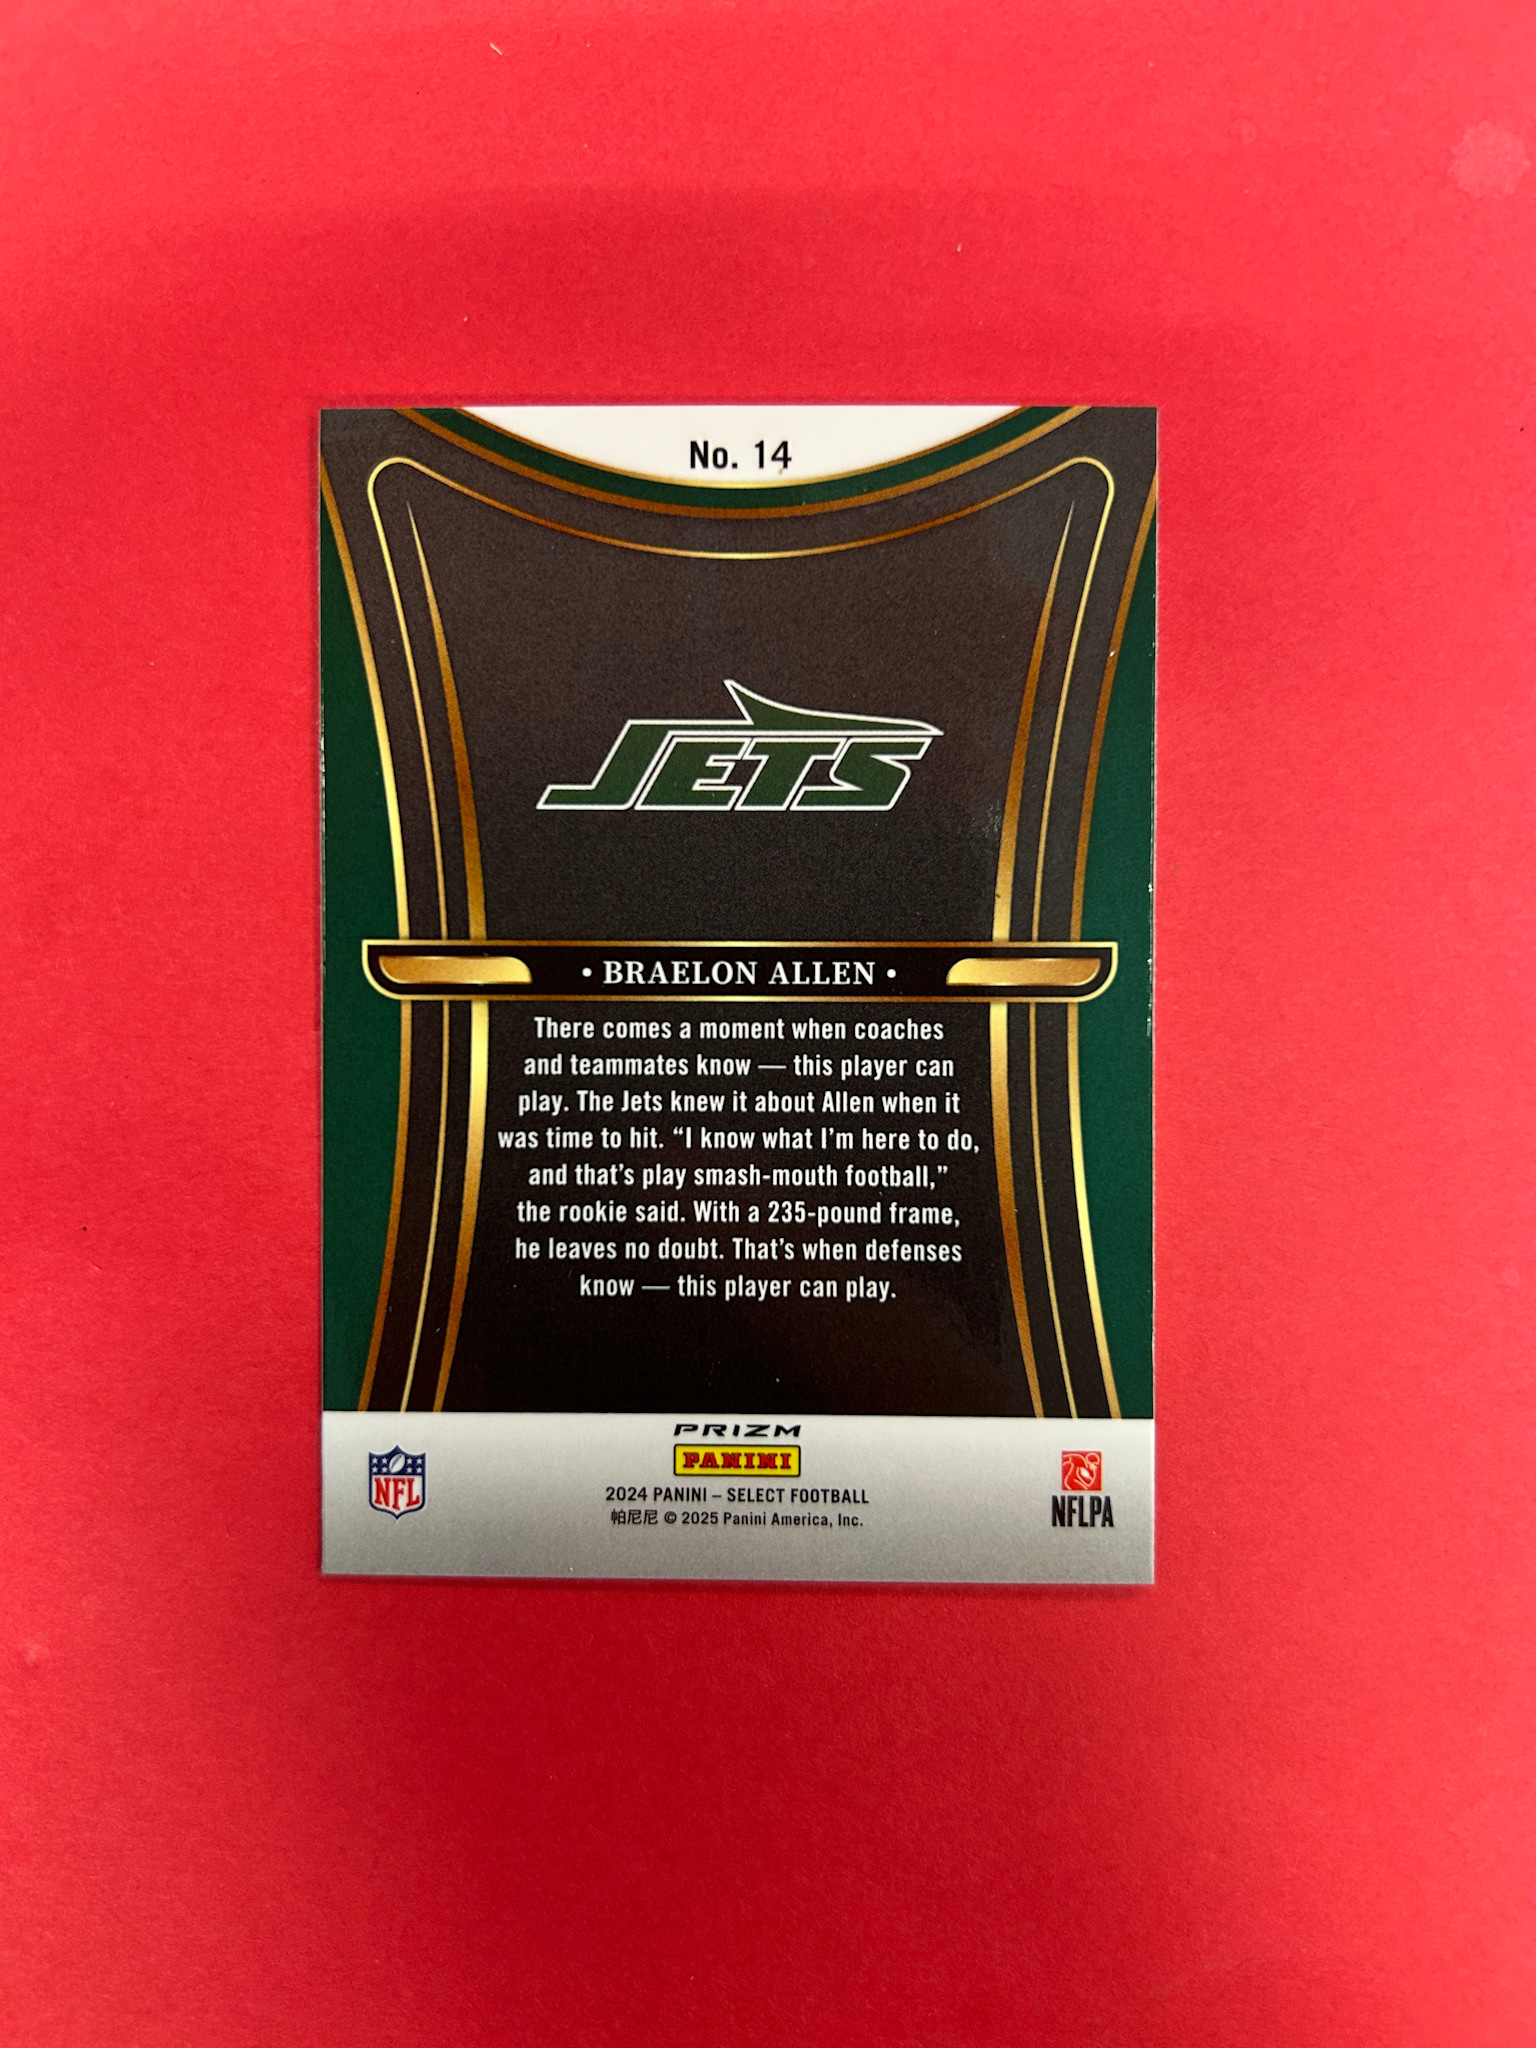 No. 14
JETS
• BRAELON ALLEN •
There comes a moment when coaches
and teammates know — this player can
play. The Jets knew it about Allen when it
was time to hit. “I know what I’m here to do,
and that’s play smash-mouth football,”
the rookie said. With a 235-pound frame,
he leaves no doubt. That’s when defenses
know — this player can play.
PRIZM
PANINI
NFL
2024 PANINI – SELECT FOOTBALL
帕尼尼 © 2025 Panini America, Inc.
NFLPA